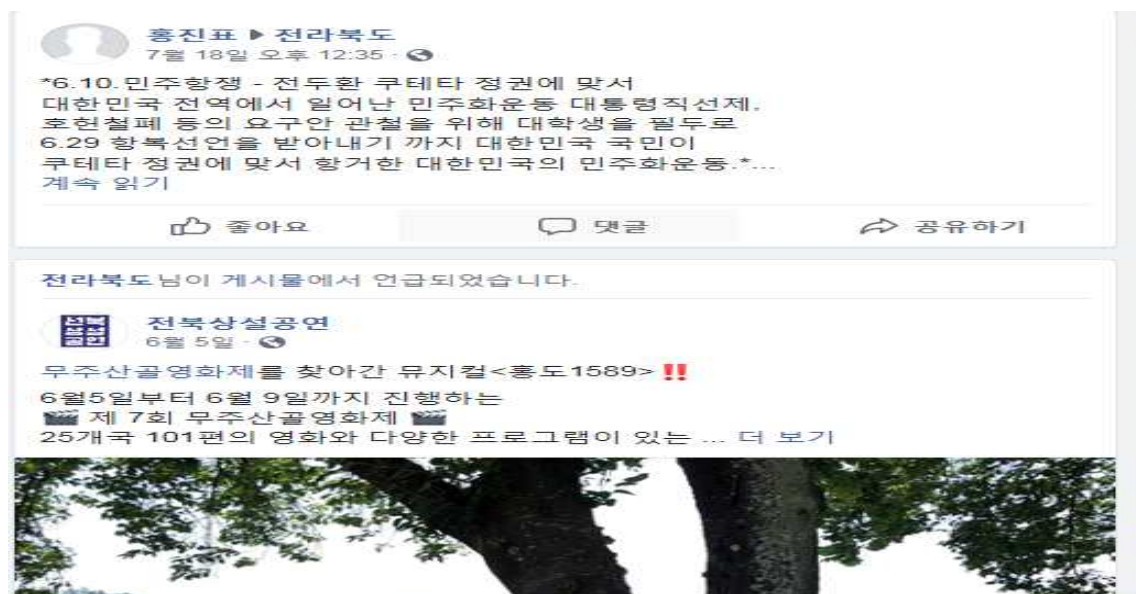 홍진표 ▶ 전라북도
7월 18일 오후 12:35 ·
*6.10.민주항쟁 - 전두환 쿠테타 정권에 맞서
대한민국 전역에서 일어난 민주화운동 대통령직선제,
호헌철폐 등의 요구안 관철을 위해 대학생을 필두로
6.29 항복선언을 받아내기 까지 대한민국 국민이
쿠테타 정권에 맞서 항거한 대한민국의 민주화운동.*...
계속 읽기
좋아요 댓글 공유하기
전라북도님이 게시물에서 언급되었습니다.
전북상설공연
6월 5일 ·
무주산골영화제를 찾아간 뮤지컬<홍도1589>‼️
6월5일부터 6월 9일까지 진행하는
🎬 제 7회 무주산골영화제 🎬
25개국 101편의 영화와 다양한 프로그램이 있는 ... 더 보기